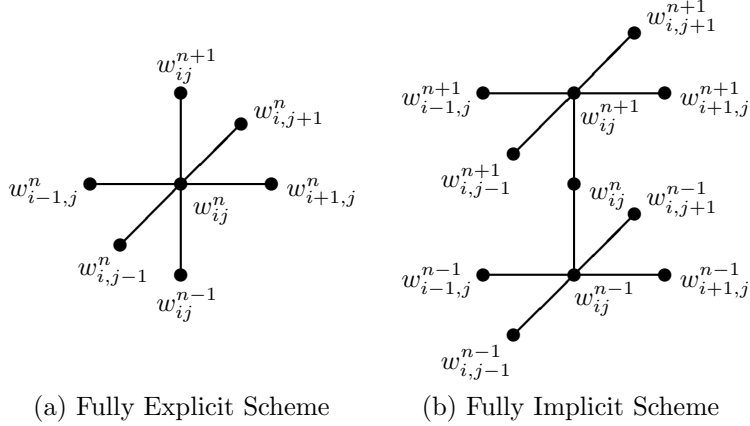 $w_{ij}^{n+1}$
$w_{i,j+1}^{n}$
$w_{i-1,j}^{n}$
$w_{ij}^{n}$
$w_{i+1,j}^{n}$
$w_{i,j-1}^{n}$
$w_{ij}^{n-1}$
(a) Fully Explicit Scheme
$w_{i,j+1}^{n+1}$
$w_{i-1,j}^{n+1}$
$w_{ij}^{n+1}$
$w_{i+1,j}^{n+1}$
$w_{i,j-1}^{n+1}$
$w_{ij}^{n}$
$w_{i,j+1}^{n-1}$
$w_{i-1,j}^{n-1}$
$w_{ij}^{n-1}$
$w_{i+1,j}^{n-1}$
$w_{i,j-1}^{n-1}$
(b) Fully Implicit Scheme